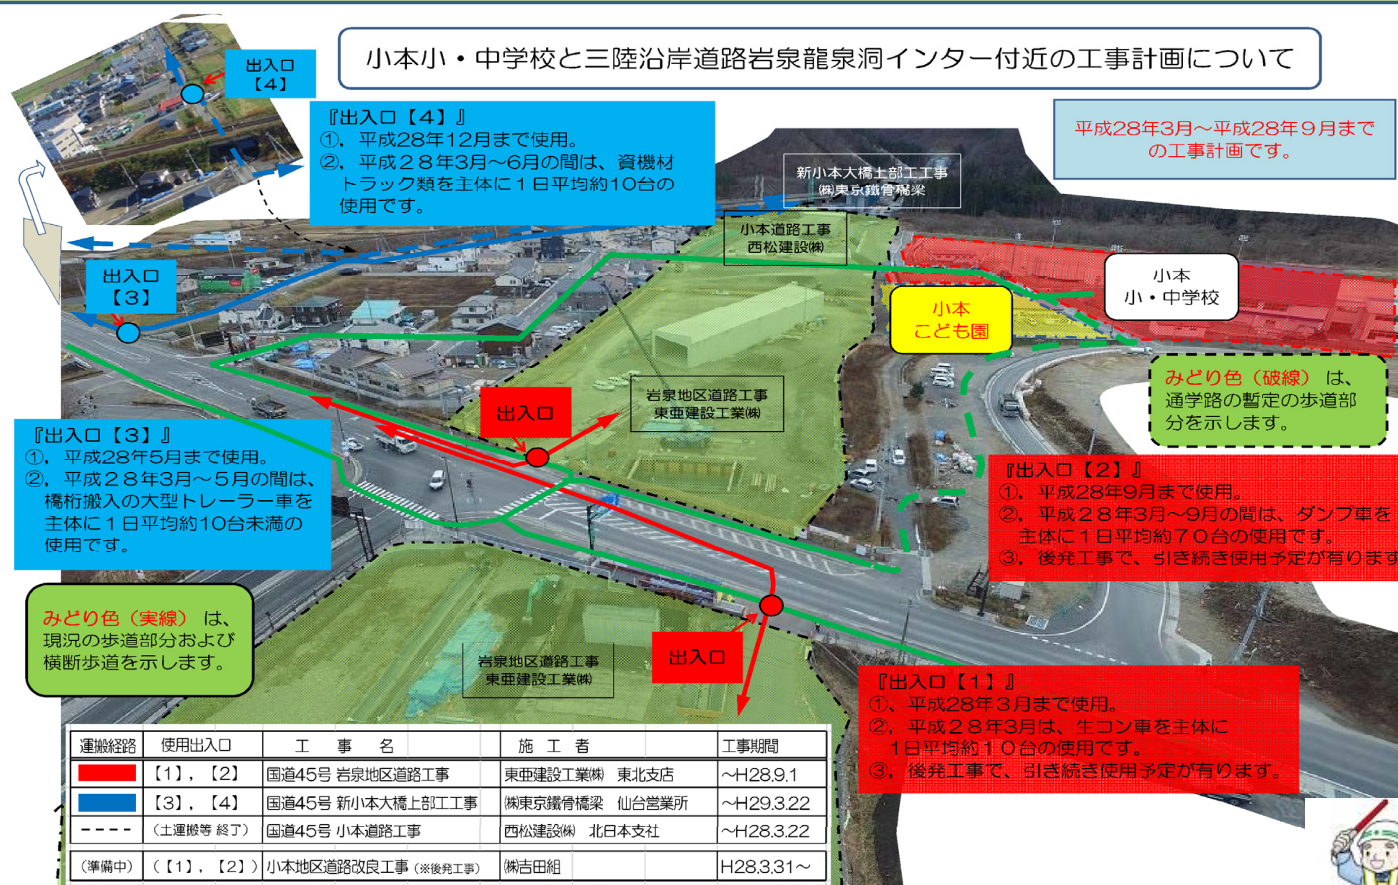 小本小・中学校と三陸沿岸道路岩泉龍泉洞インター付近の工事計画について
平成28年3月～平成28年9月まで
の工事計画です。
出入口
【4】
『出入口【4】』
①，平成28年12月まで使用。
②，平成２８年3月～6月の間は、資機材
トラック類を主体に１日平均約10台の
使用です。
新小本大橋上部工工事
㈱東京鐵骨橋梁
小本道路工事
西松建設㈱
出入口
【3】
小本
小・中学校
小本
こども園
岩泉地区道路工事
東亜建設工業㈱
出入口
みどり色（破線）は、
通学路の暫定の歩道部
分を示します。
『出入口【3】』
①，平成28年5月まで使用。
②，平成２８年3月～５月の間は、
橋桁搬入の大型トレーラー車を
主体に１日平均約10台未満の
使用です。
『出入口【2】』
①，平成28年9月まで使用。
②，平成２８年3月～9月の間は、ダンプ車を
主体に１日平均約７０台の使用です。
③，後発工事で、引き続き使用予定が有ります
みどり色（実線）は、
現況の歩道部分および
横断歩道を示します。
岩泉地区道路工事
東亜建設工業㈱
出入口
『出入口【1】』
①、平成28年３月まで使用。
②，平成２８年3月は、生コン車を主体に
1日平均約１０台の使用です。
③，後発工事で、引き続き使用予定が有ります。
運搬経路 使用出入口 工 事 名 施 工 者 工事期間
【1】，【2】 国道45号 岩泉地区道路工事 東亜建設工業㈱ 東北支店 ～H28.9.1
【3】，【4】 国道45号 新小本大橋上部工工事 ㈱東京鐵骨橋梁 仙台営業所 ～H29.3.22
（土運搬等 終了） 国道45号 小本道路工事 西松建設㈱ 北日本支社 ～H28.3.22
（準備中） （【1】，【2】） 小本地区道路改良工事（※後発工事） ㈱吉田組 H28.3.31～